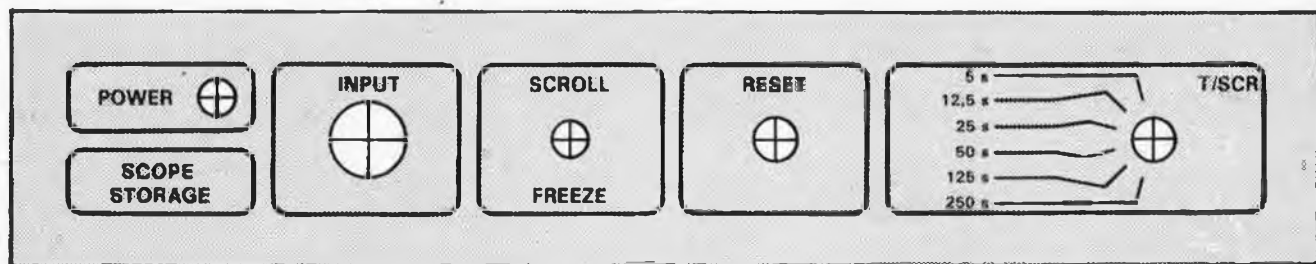 POWER
SCOPE
STORAGE
INPUT
SCROLL
FREEZE
RESET
T/SCR
5 s
12,5 s
25 s
50 s
125 s
250 s